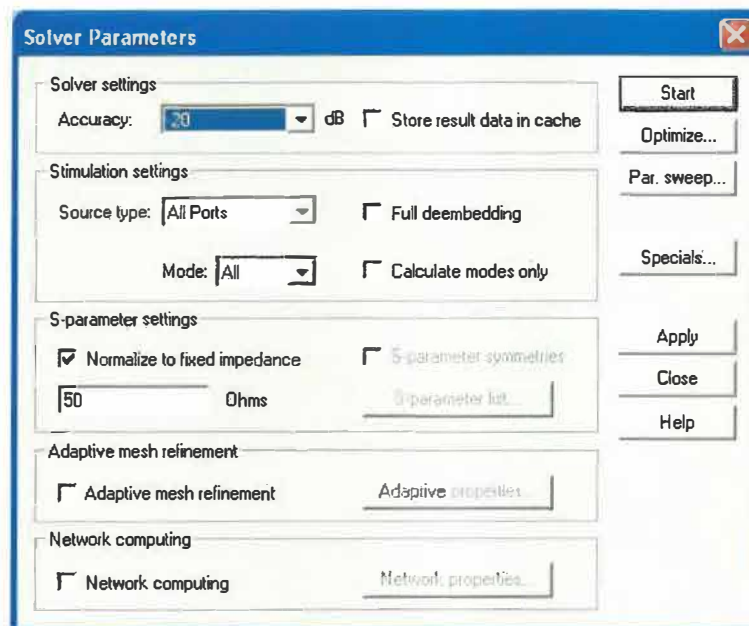 Solver Parameters
Solver settings
Accuracy: 20 dB Store result data in cache
Stimulation settings
Source type: All Ports Full deembedding
Mode: All Calculate modes only
S-parameter settings
Normalize to fixed impedance S-parameter symmetries
50 Ohms S-parameter list...
Adaptive mesh refinement
Adaptive mesh refinement Adaptive properties...
Network computing
Network computing Network properties...
Start
Optimize...
Par. sweep...
Specials...
Apply
Close
Help